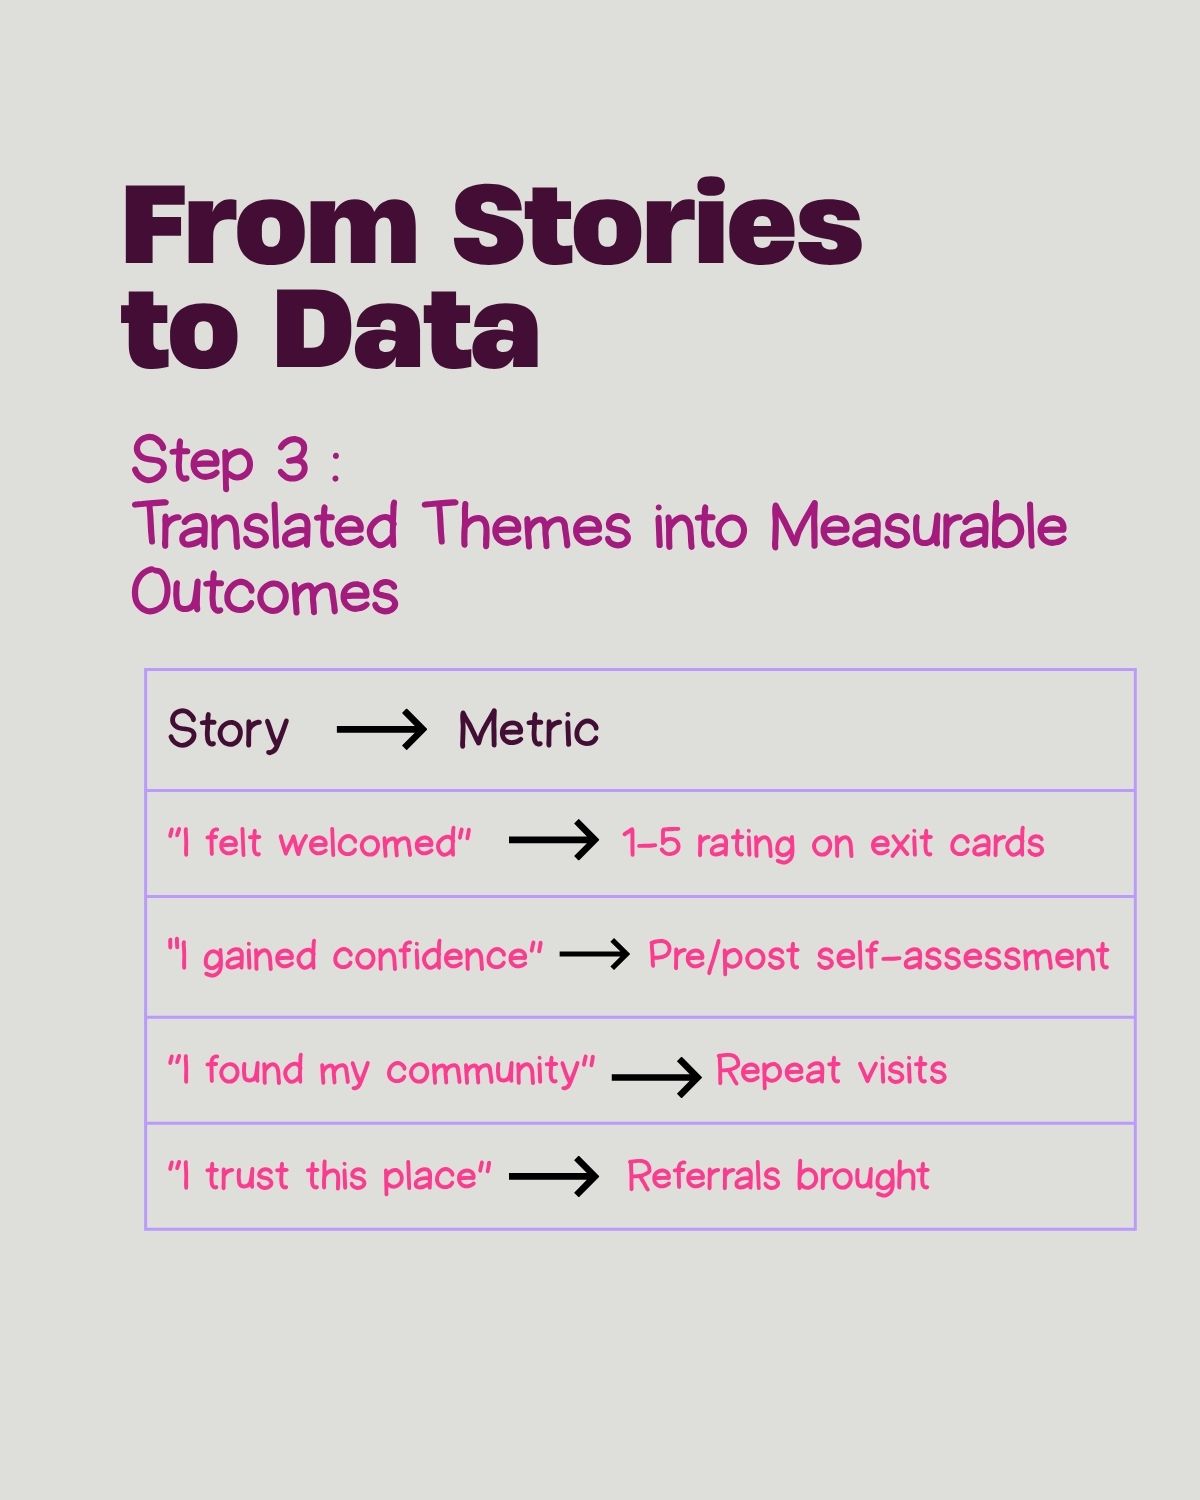 From Stories
to Data
Step 3 :
Translated Themes into Measurable
Outcomes
Story → Metric
"I felt welcomed" → 1-5 rating on exit cards
"I gained confidence" → Pre/post self-assessment
"I found my community" → Repeat visits
"I trust this place" → Referrals brought